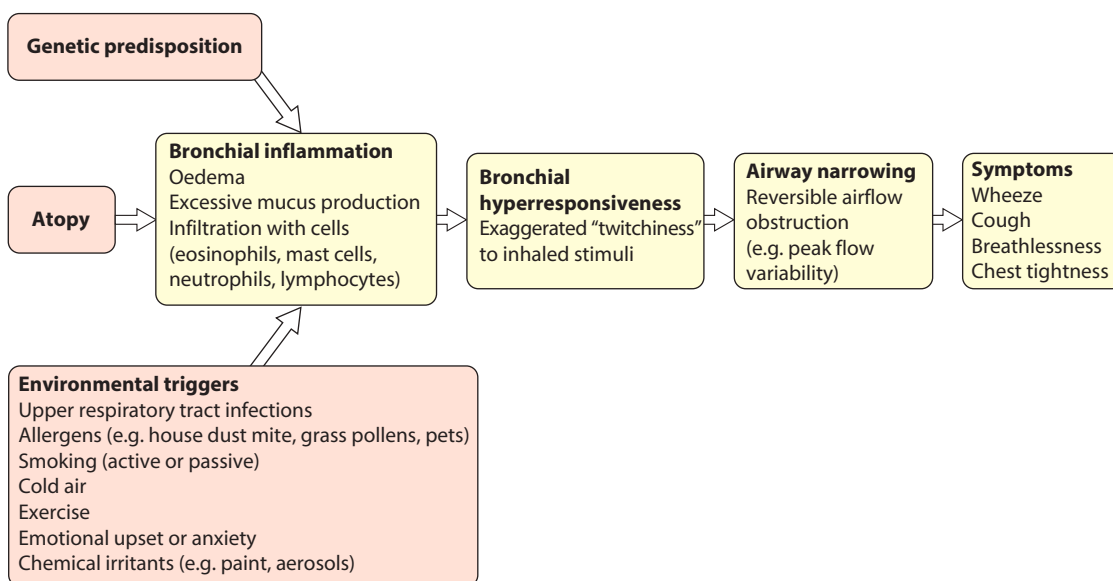 Genetic predisposition
Atopy
Bronchial inflammation
Oedema
Excessive mucus production
Infiltration with cells
(eosinophils, mast cells,
neutrophils, lymphocytes)
Bronchial
hyperresponsiveness
Exaggerated “twitchiness”
to inhaled stimuli
Airway narrowing
Reversible airflow
obstruction
(e.g. peak flow
variability)
Symptoms
Wheeze
Cough
Breathlessness
Chest tightness
Environmental triggers
Upper respiratory tract infections
Allergens (e.g. house dust mite, grass pollens, pets)
Smoking (active or passive)
Cold air
Exercise
Emotional upset or anxiety
Chemical irritants (e.g. paint, aerosols)